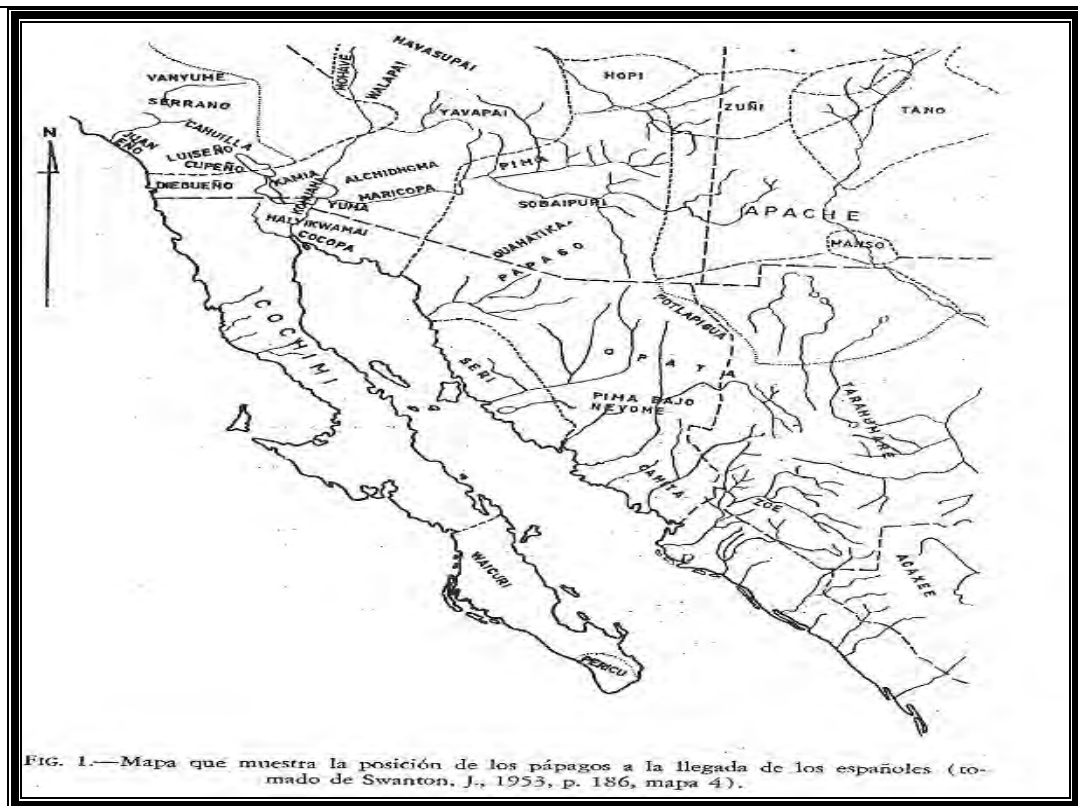 HAVASUPAI
MOHAVE
WALAPAI
HOPI
VANYUME
ZUÑI
SERRANO
TANO
YAVAPAI
N
JUAN
EÑO
CAHUILLA
LUISEÑO
CUPEÑO
PIMA
KAMIA
ALCHIDHOMA
DIEBUEÑO
MARICOPA
KOHUANA
YUMA
SOBAIPURI
APACHE
HALYIKWAMAI
COCOPA
MANSO
QUAHATIKA
PAPAGO
POTLAPIGUA
COCHIMI
OPATA
SERI
PIMA BAJO
NEVOME
TARAHUMARE
CAHITA
ZOE
ACAXEE
WAICURI
PERICU
FIG. 1.—Mapa que muestra la posición de los pápagos a la llegada de los españoles (to-
mado de Swanton, J., 1953, p. 186, mapa 4).